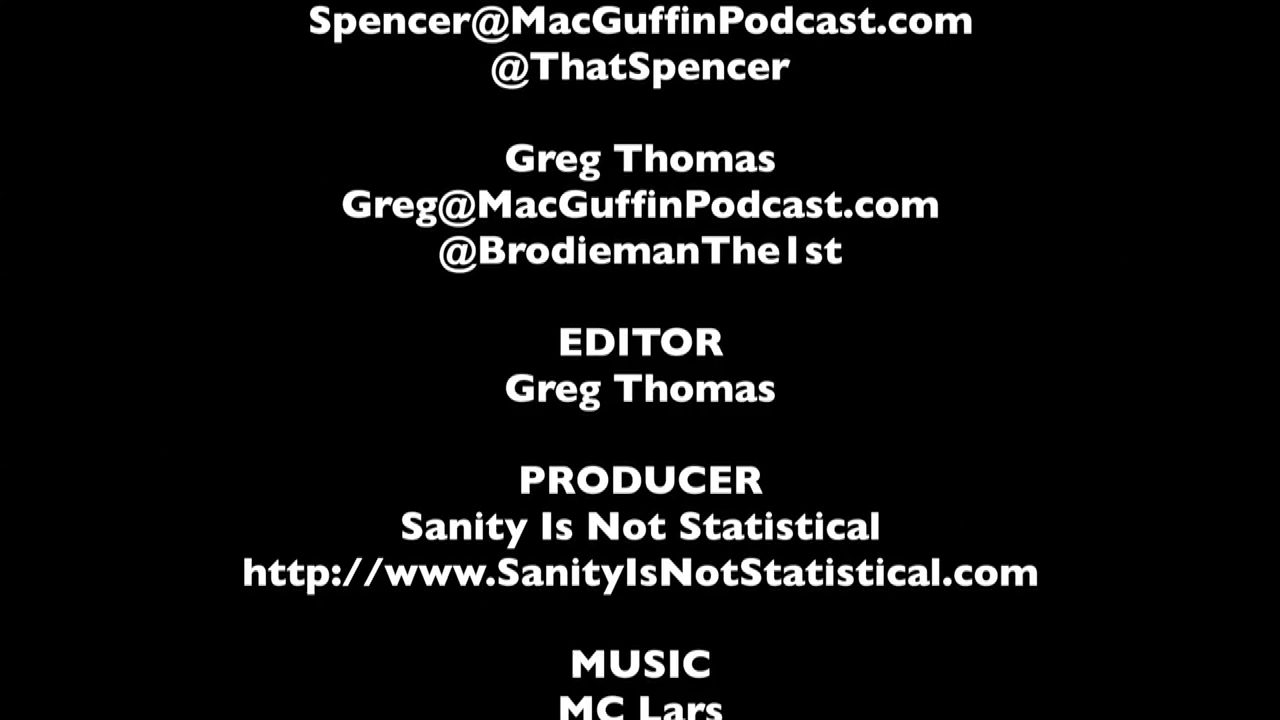 Spencer@MacGuffinPodcast.com
@ThatSpencer
Greg Thomas
Greg@MacGuffinPodcast.com
@BrodiemanThe1st
EDITOR
Greg Thomas
PRODUCER
Sanity Is Not Statistical
http://www.SanityIsNotStatistical.com
MUSIC
MC Lars